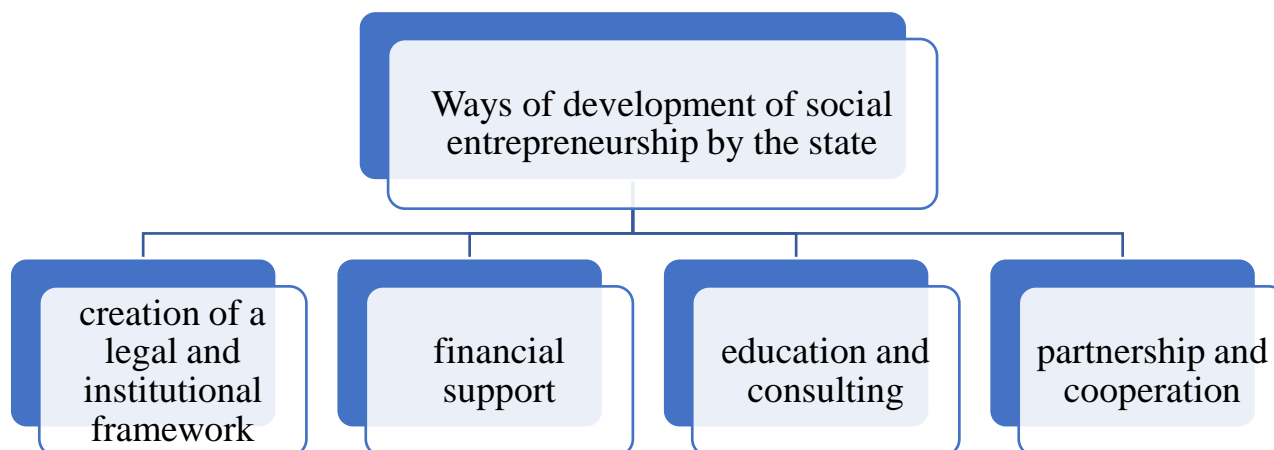 Ways of development of social
entrepreneurship by the state
creation of a
legal and
institutional
framework
financial
support
education and
consulting
partnership and
cooperation